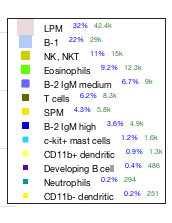 LPM 32% 42.4k
B-1 22% 29k
NK, NKT 11% 15k
Eosinophils 9.2% 12.3k
B-2 IgM medium 6.7% 9k
T cells 6.2% 8.3k
SPM 4.3% 5.8k
B-2 IgM high 3.6% 4.9k
c-kit+ mast cells 1.2% 1.6k
CD11b+ dendritic 0.9% 1.3k
Developing B cell 0.4% 486
Neutrophils 0.2% 294
CD11b- dendritic 0.2% 251